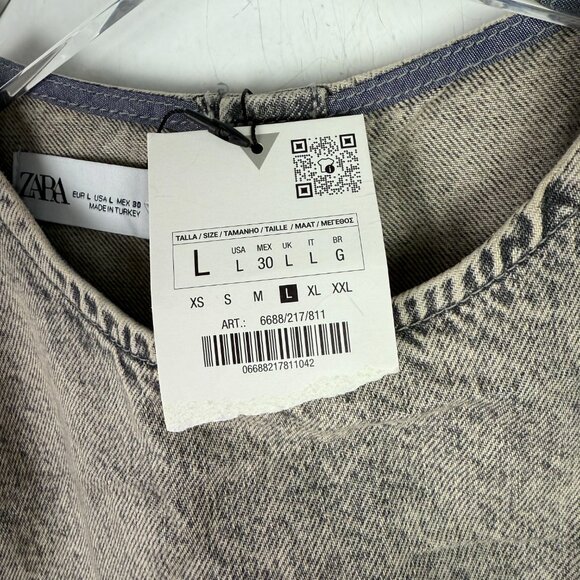 ZARA
EUR L USA L MEX 30
MADE IN TURKEY
TALLA / SIZE / TAMANHO / TAILLE / MAAT / ΜΕΓΕΘΟΣ
L
USA MEX UK IT BR
L 30 L L G
XS S M L XL XXL
ART.: 6688/217/811
06688217811042